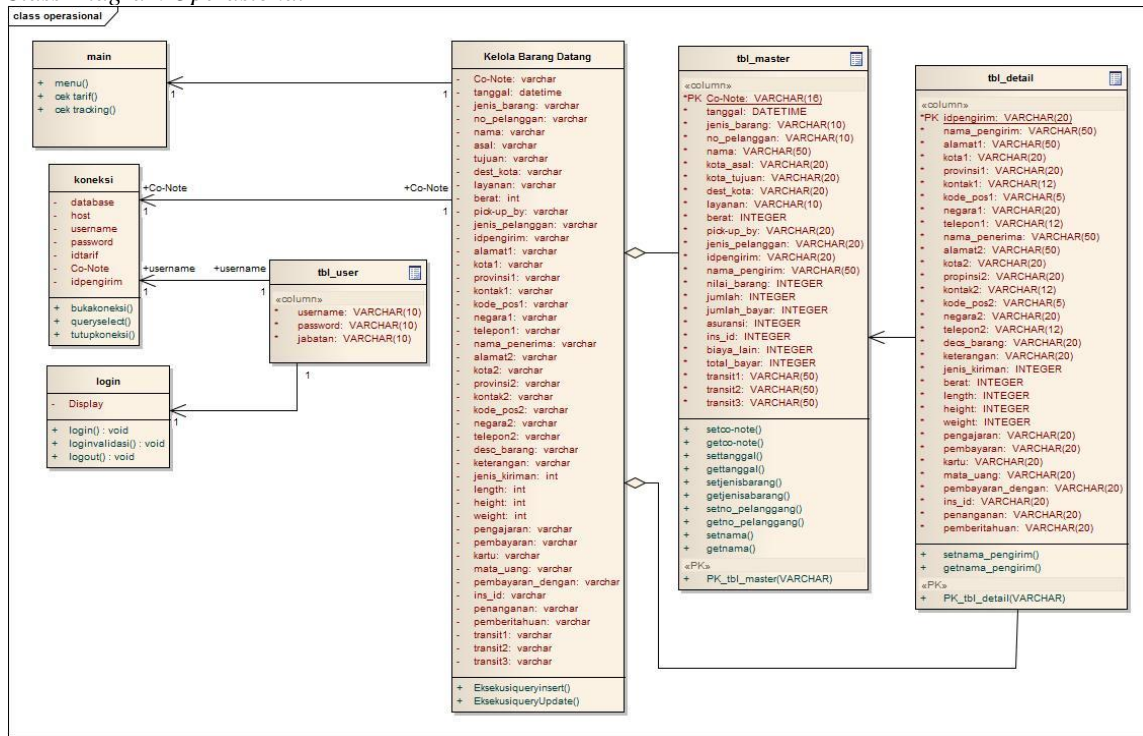 class operasional
main
+ menu()
+ cek tarif()
+ cek tracking()
1
1
koneksi
- database
- host
- username
- password
- idtarif
- Co-Note
- idpengirim
+ bukakoneksi()
+ queryselect()
+ tutupkoneksi()
+Co-Note
1
+Co-Note
1
+username
1
+username
1
tbl_user
«column»
* username: VARCHAR(10)
* password: VARCHAR(10)
* jabatan: VARCHAR(10)
1
login
- Display
+ login() : void
+ loginvalidasi() : void
+ logout() : void
1
Kelola Barang Datang
- Co-Note: varchar
- tanggal: datetime
- jenis_barang: varchar
- no_pelanggan: varchar
- nama: varchar
- asal: varchar
- tujuan: varchar
- dest_kota: varchar
- layanan: varchar
- berat: int
- pick-up_by: varchar
- jenis_pelanggan: varchar
- idpengirim: varchar
- alamat1: varchar
- kota1: varchar
- provinsi1: varchar
- kontak1: varchar
- kode_pos1: varchar
- negara1: varchar
- telepon1: varchar
- nama_penerima: varchar
- alamat2: varchar
- kota2: varchar
- provinsi2: varchar
- kontak2: varchar
- kode_pos2: varchar
- negara2: varchar
- telepon2: varchar
- desc_barang: varchar
- keterangan: varchar
- jenis_kiriman: int
- length: int
- height: int
- weight: int
- pengajaran: varchar
- pembayaran: varchar
- kartu: varchar
- mata_uang: varchar
- pembayaran_dengan: varchar
- ins_id: varchar
- penanganan: varchar
- pemberitahuan: varchar
- transit1: varchar
- transit2: varchar
- transit3: varchar
+ Eksekusiqueryinsert()
+ EksekusiqueryUpdate()
tbl_master
«column»
*PK Co-Note: VARCHAR(16)
* tanggal: DATETIME
* jenis_barang: VARCHAR(10)
* no_pelanggan: VARCHAR(10)
* nama: VARCHAR(50)
* kota_asal: VARCHAR(20)
* kota_tujuan: VARCHAR(20)
* dest_kota: VARCHAR(20)
* layanan: VARCHAR(10)
* berat: INTEGER
* pick-up_by: VARCHAR(20)
* jenis_pelanggan: VARCHAR(20)
* idpengirim: VARCHAR(20)
* nama_pengirim: VARCHAR(50)
* nilai_barang: INTEGER
* jumlah: INTEGER
* jumlah_bayar: INTEGER
* asuransi: INTEGER
* ins_id: INTEGER
* biaya_lain: INTEGER
* total_bayar: INTEGER
* transit1: VARCHAR(50)
* transit2: VARCHAR(50)
* transit3: VARCHAR(50)
+ setco-note()
+ getco-note()
+ settanggal()
+ gettanggal()
+ setjenisbarang()
+ getjenisabarang()
+ setno_pelanggang()
+ getno_pelanggang()
+ setnama()
+ getnama()
«PK»
+ PK_tbl_master(VARCHAR)
tbl_detail
«column»
*PK idpengirim: VARCHAR(20)
* nama_pengirim: VARCHAR(50)
* alamat1: VARCHAR(50)
* kota1: VARCHAR(20)
* provinsi1: VARCHAR(20)
* kontak1: VARCHAR(12)
* kode_pos1: VARCHAR(5)
* negara1: VARCHAR(20)
* telepon1: VARCHAR(12)
* nama_penerima: VARCHAR(50)
* alamat2: VARCHAR(50)
* kota2: VARCHAR(20)
* propinsi2: VARCHAR(20)
* kontak2: VARCHAR(12)
* kode_pos2: VARCHAR(5)
* negara2: VARCHAR(20)
* telepon2: VARCHAR(12)
* decs_barang: VARCHAR(20)
* keterangan: VARCHAR(20)
* jenis_kiriman: VARCHAR(20)
* berat: INTEGER
* length: INTEGER
* height: INTEGER
* weight: INTEGER
* pengajaran: VARCHAR(20)
* pembayaran: VARCHAR(20)
* kartu: VARCHAR(20)
* mata_uang: VARCHAR(20)
* pembayaran_dengan: VARCHAR(20)
* ins_id: VARCHAR(20)
* penanganan: VARCHAR(20)
* pemberitahuan: VARCHAR(20)
+ setnama_pengirim()
+ getnama_pengirim()
«PK»
+ PK_tbl_detail(VARCHAR)